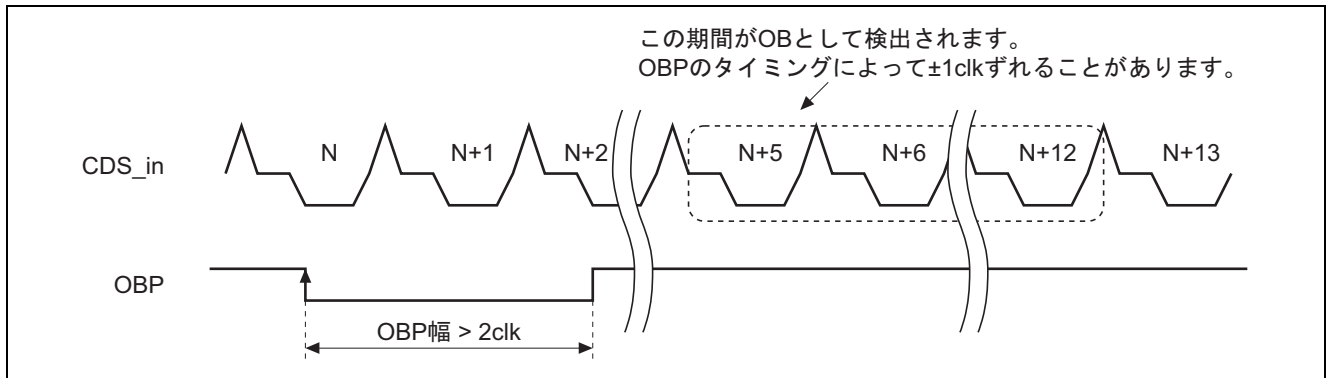 この期間がOBとして検出されます。
OBPのタイミングによって±1clkずれることがあります。
CDS_in
N
N+1
N+2
N+5
N+6
N+12
N+13
OBP
OBP幅 > 2clk